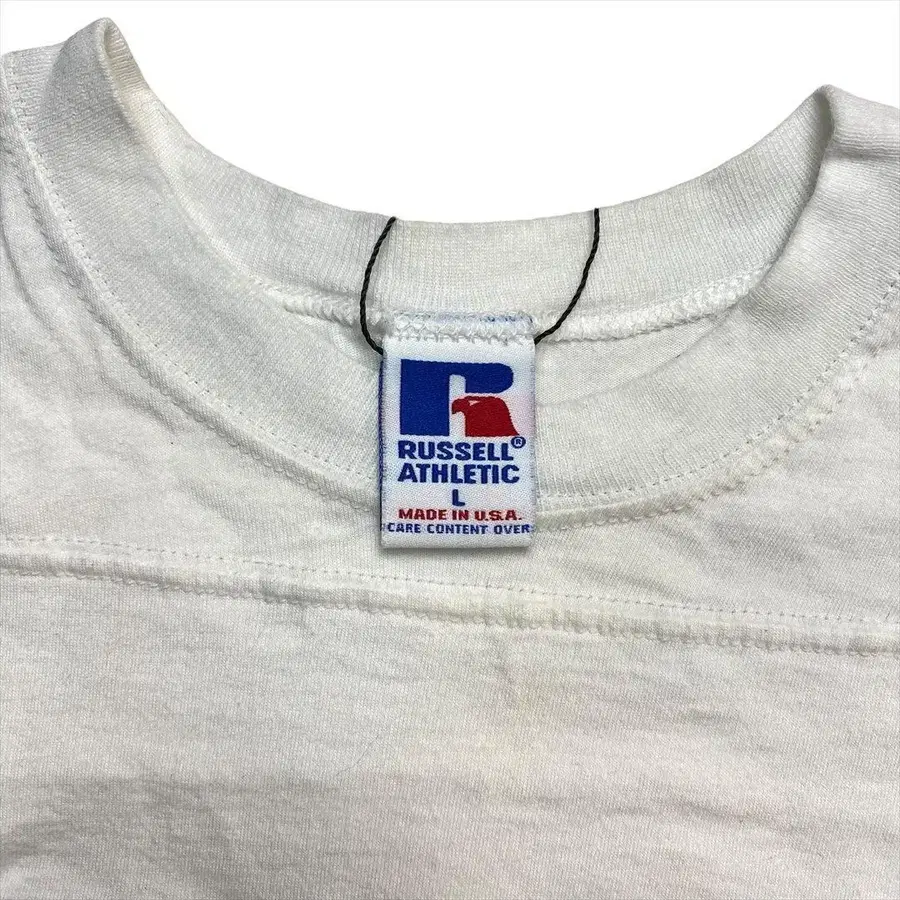 R
RUSSELL®
ATHLETIC
L
MADE IN U.S.A.
CARE CONTENT OVER